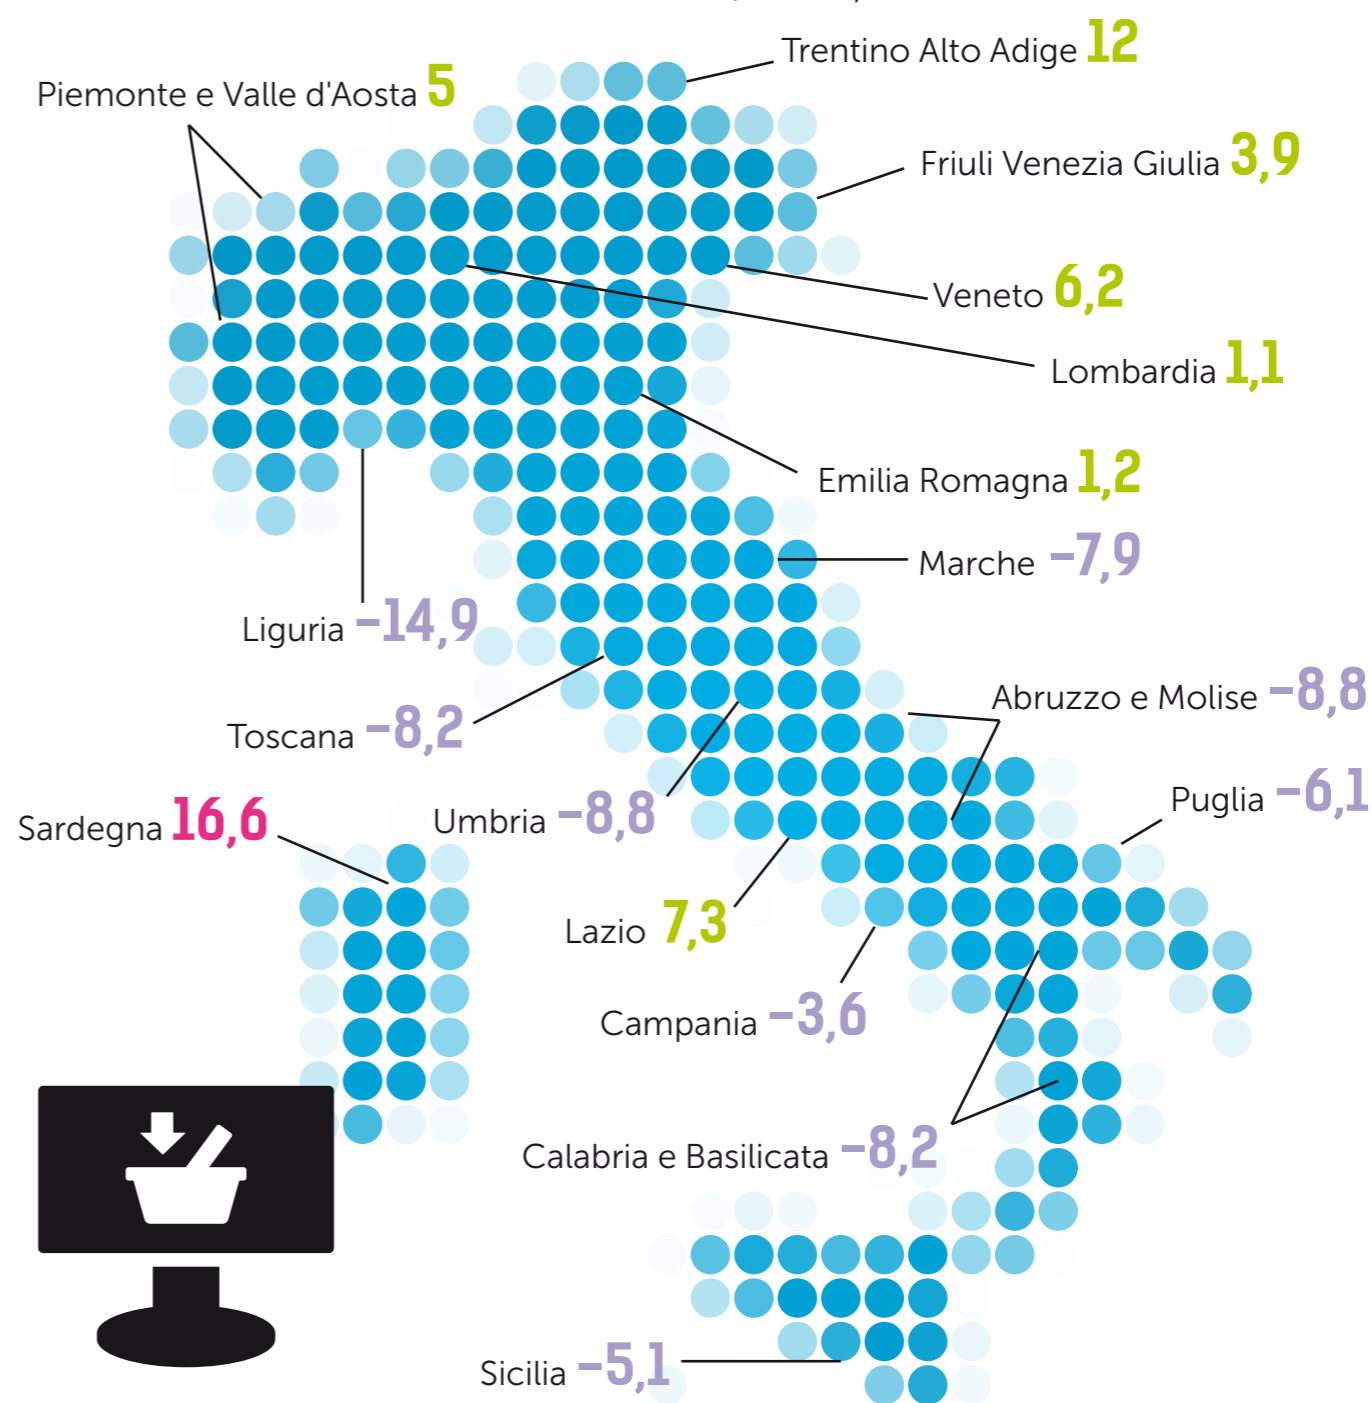 Trentino Alto Adige 12
Piemonte e Valle d'Aosta 5
Friuli Venezia Giulia 3,9
Veneto 6,2
Lombardia 1,1
Emilia Romagna 1,2
Marche -7,9
Liguria -14,9
Abruzzo e Molise -8,8
Toscana -8,2
Puglia -6,1
Umbria -8,8
Sardegna 16,6
Lazio 7,3
Campania -3,6
Calabria e Basilicata -8,2
Sicilia -5,1